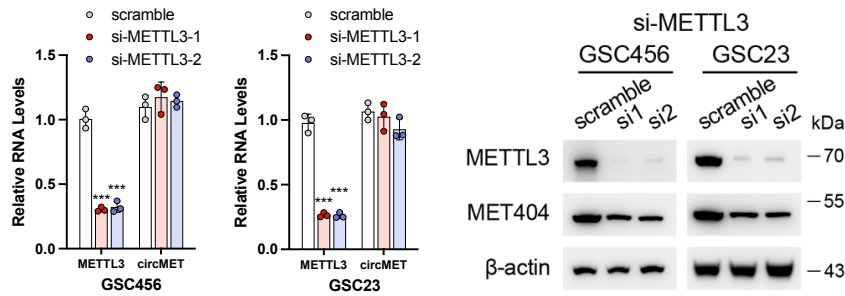 scramble
si-METTL3-1
si-METTL3-2
Relative RNA Levels
1.5
1.0
0.5
0.0
***
***
METTL3 circMET
GSC456
scramble
si-METTL3-1
si-METTL3-2
Relative RNA Levels
1.5
1.0
0.5
0.0
***
***
METTL3 circMET
GSC23
si-METTL3
GSC456 GSC23
scramble si1 si2 scramble si1 si2 kDa
METTL3 70
MET404 55
β-actin 43